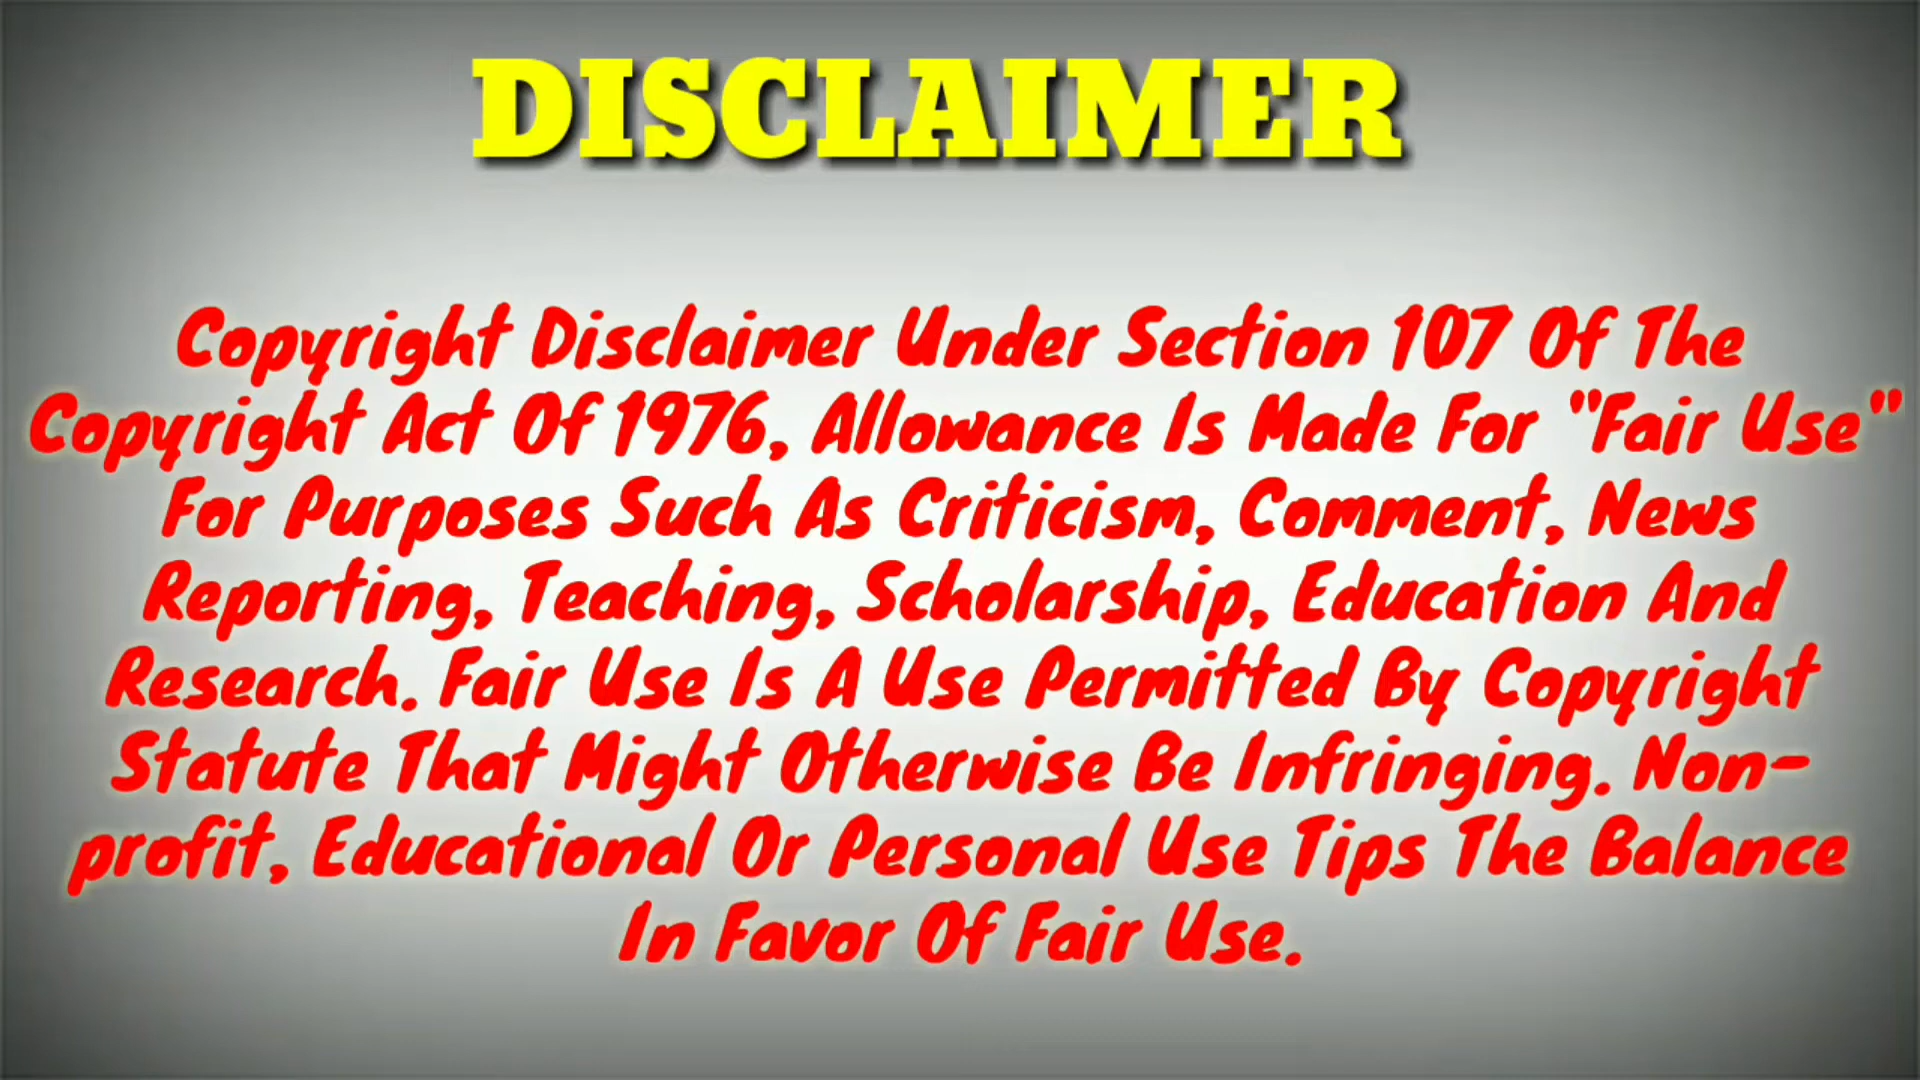 DISCLAIMER
Copyright Disclaimer Under Section 107 Of The
Copyright Act Of 1976, Allowance Is Made For "Fair Use"
For Purposes Such As Criticism, Comment, News
Reporting, Teaching, Scholarship, Education And
Research. Fair Use Is A Use Permitted By Copyright
Statute That Might Otherwise Be Infringing. Non-
profit, Educational Or Personal Use Tips The Balance
In Favor Of Fair Use.